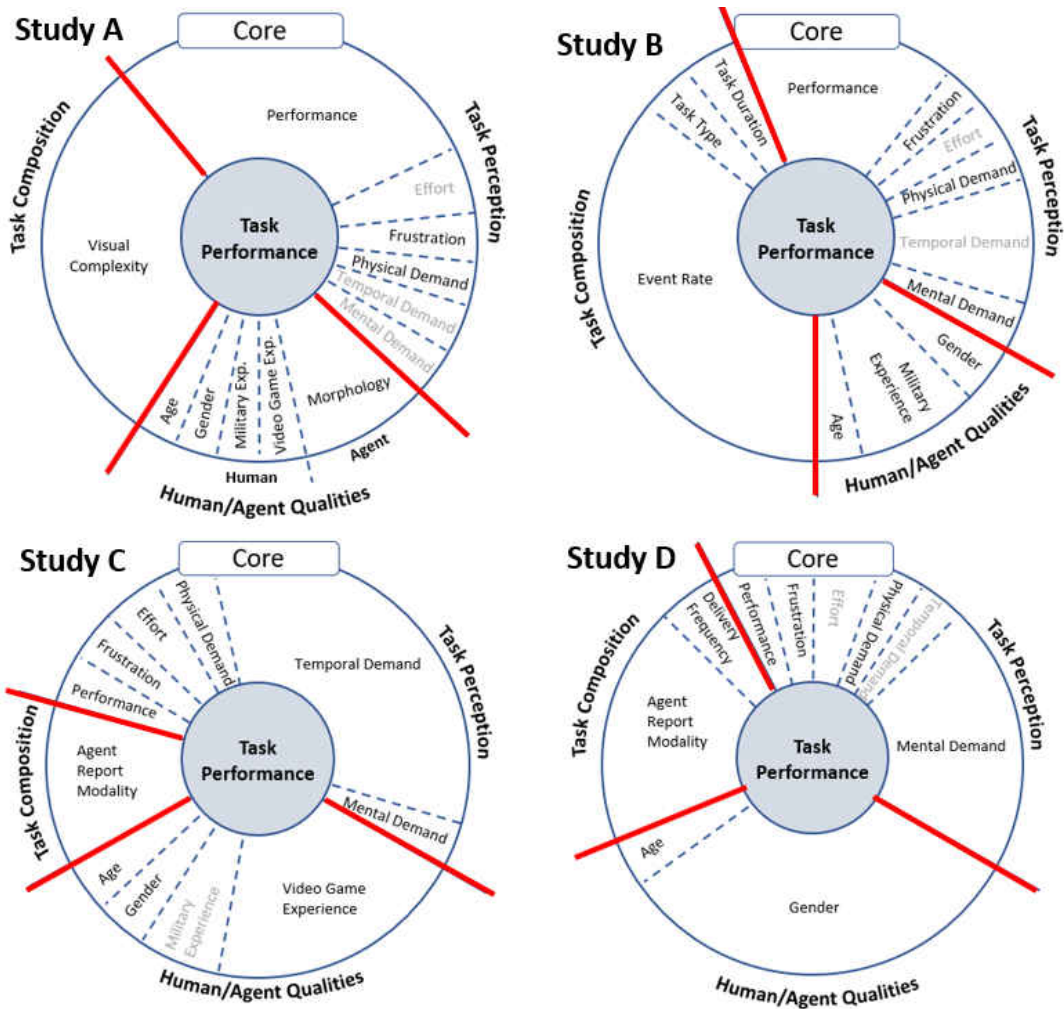 Study A
Core
Task Composition
Task Perception
Performance
Effort
Frustration
Physical Demand
Temporal Demand
Mental Demand
Task
Performance
Visual
Complexity
Age
Gender
Military Exp.
Video Game Exp.
Morphology
Human
Agent
Human/Agent Qualities
Study B
Core
Task Composition
Task Perception
Task Type
Task Duration
Performance
Frustration
Effort
Physical Demand
Temporal Demand
Mental Demand
Task
Performance
Event Rate
Age
Military
Experience
Gender
Human/Agent Qualities
Study C
Core
Task Composition
Task Perception
Physical Demand
Effort
Frustration
Performance
Temporal Demand
Mental Demand
Task
Performance
Agent
Report
Modality
Age
Gender
Military
Experience
Video Game
Experience
Human/Agent Qualities
Study D
Core
Task Composition
Task Perception
Delivery
Frequency
Performance
Frustration
Effort
Physical Demand
Temporal
Demand
Mental Demand
Agent
Report
Modality
Task
Performance
Age
Gender
Human/Agent Qualities